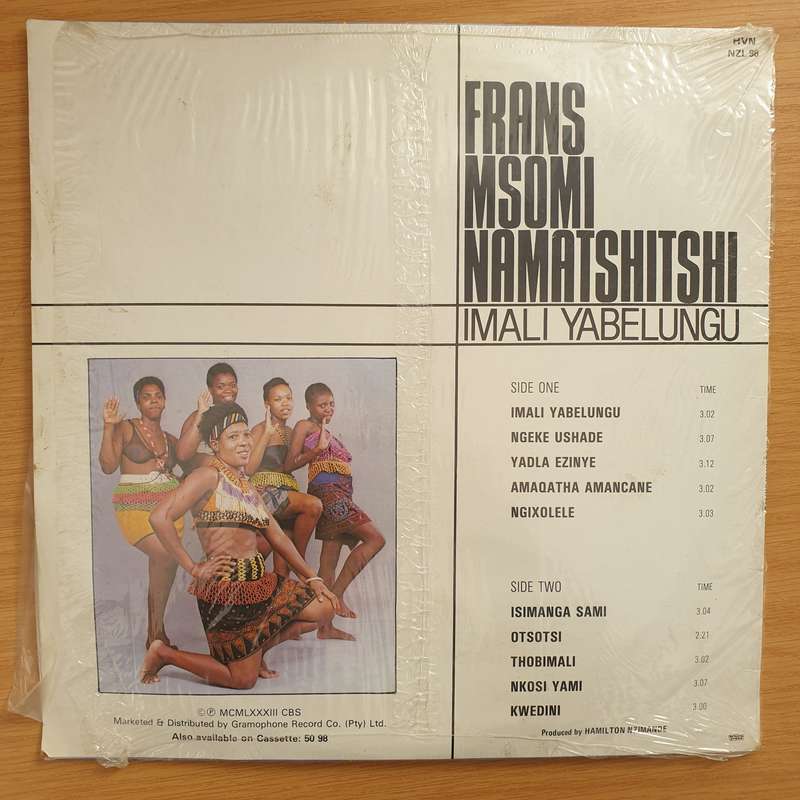 HVN
NZL 98
FRANS
MSOMI
NAMATSHITSHI
IMALI YABELUNGU
SIDE ONE TIME
IMALI YABELUNGU 3.02
NGEKE USHADE 3.07
YADLA EZINYE 3.12
AMAQATHA AMANCANE 3.02
NGIXOLELE 3.03
SIDE TWO TIME
ISIMANGA SAMI 3.04
OTSOTSI 2:21
THOBIMALI 3.02
NKOSI YAMI 3.07
KWEDINI 3.00
Produced by HAMILTON NZIMANDE
©℗ MCMLXXXIII CBS
Marketed & Distributed by Gramophone Record Co. (Pty) Ltd.
Also available on Cassette: 50 98